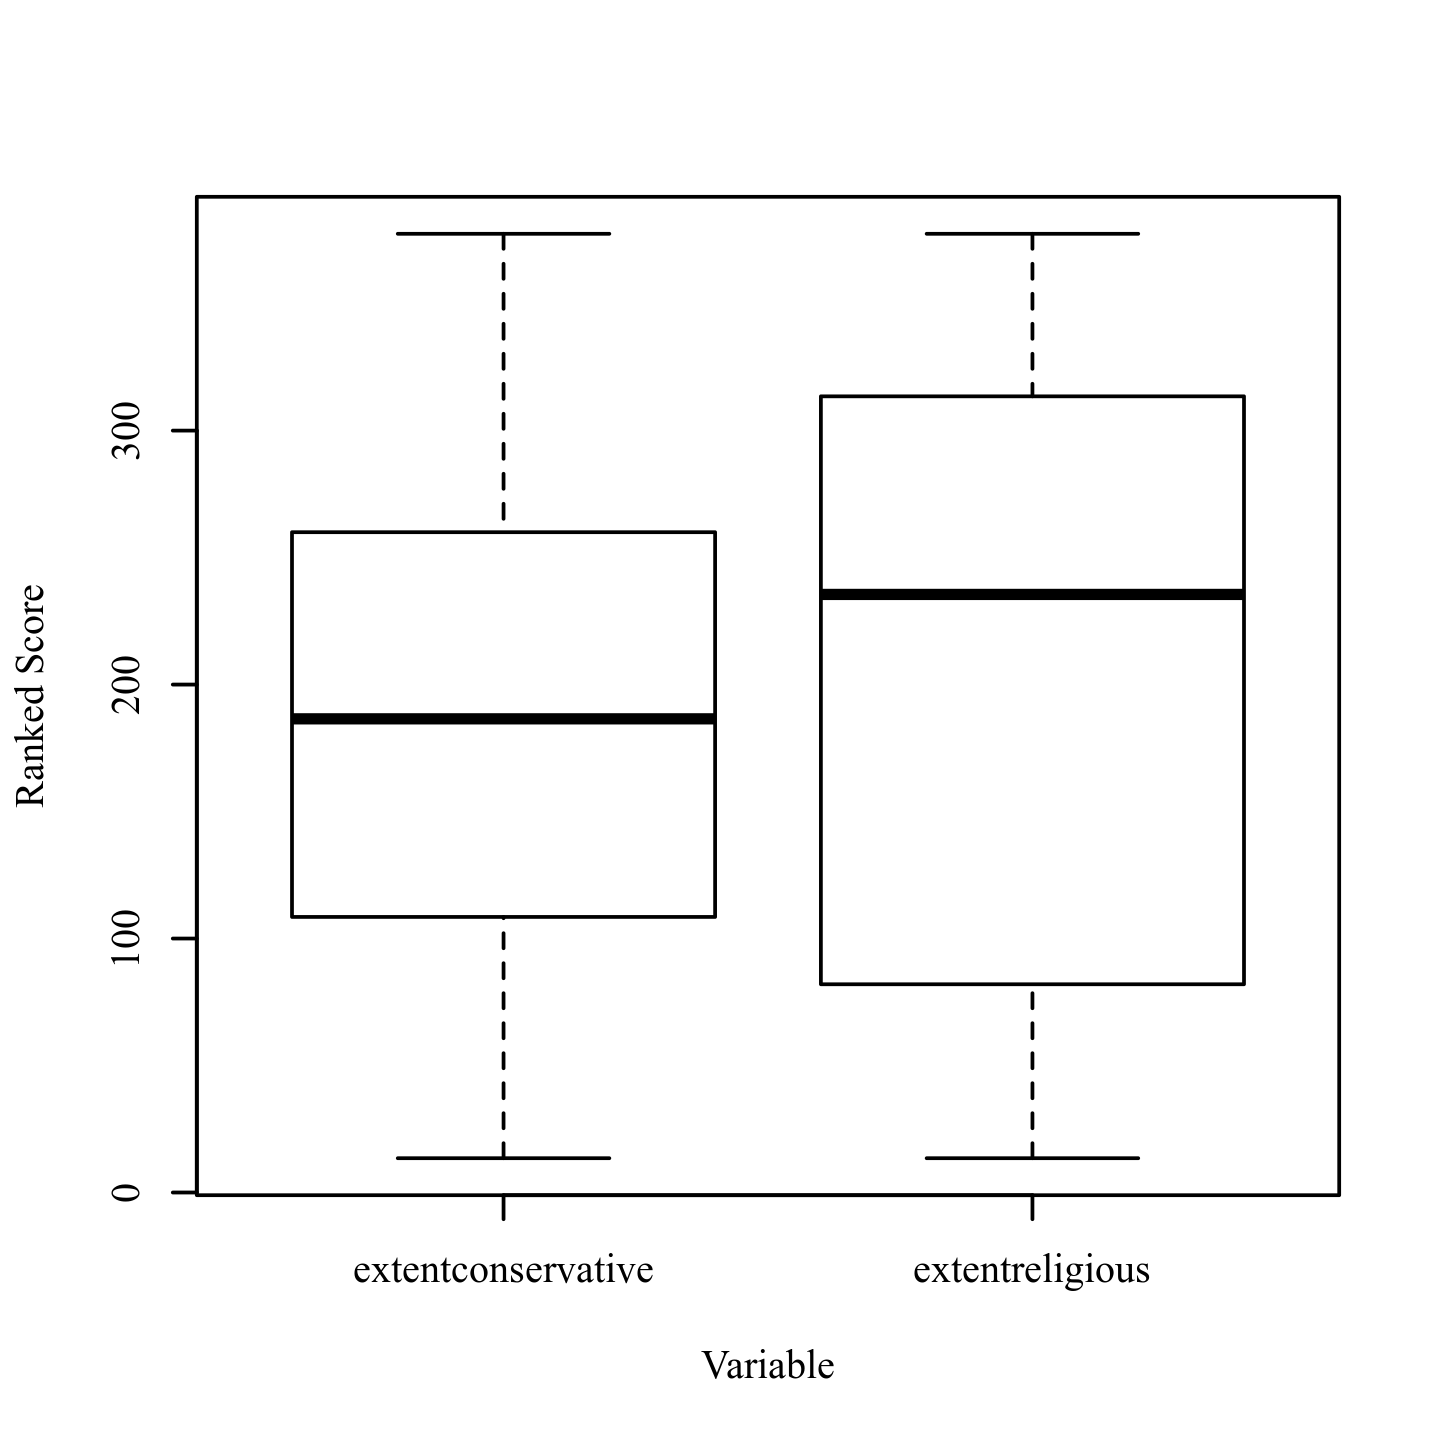 Ranked Score
300
200
100
0
extentconservative
extentreligious
Variable